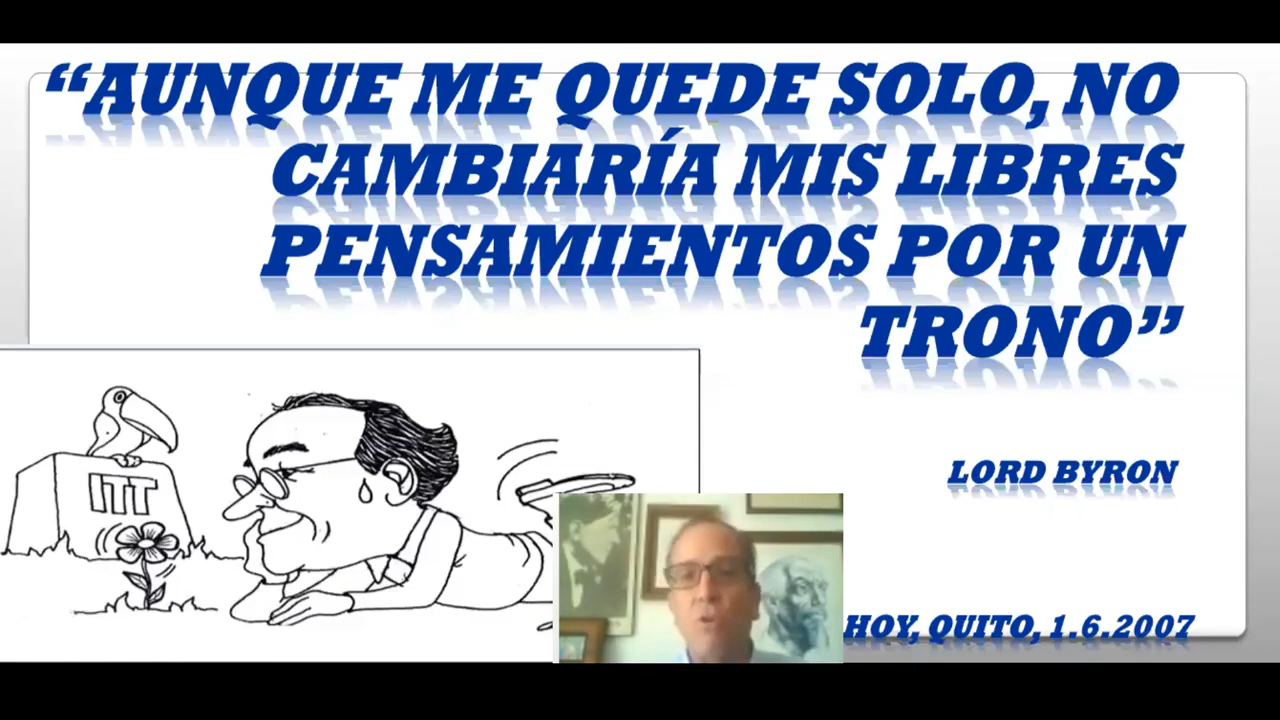 “AUNQUE ME QUEDE SOLO, NO
CAMBIARÍA MIS LIBRES
PENSAMIENTOS POR UN
TRONO”
LORD BYRON
ITT
HOY, QUITO, 1.6.2007